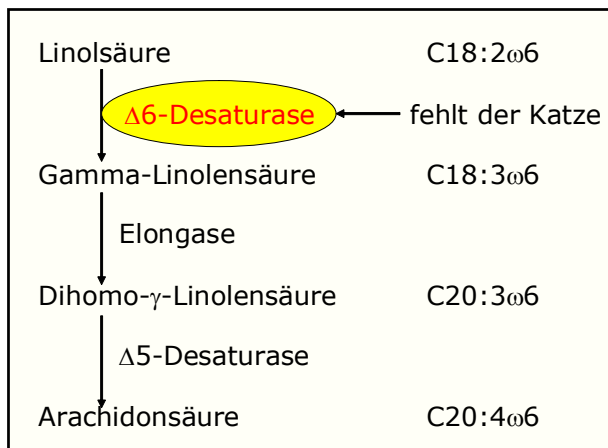 Linolsäure C18:2ω6
Δ6-Desaturase fehlt der Katze
Gamma-Linolensäure C18:3ω6
Elongase
Dihomo-γ-Linolensäure C20:3ω6
Δ5-Desaturase
Arachidonsäure C20:4ω6